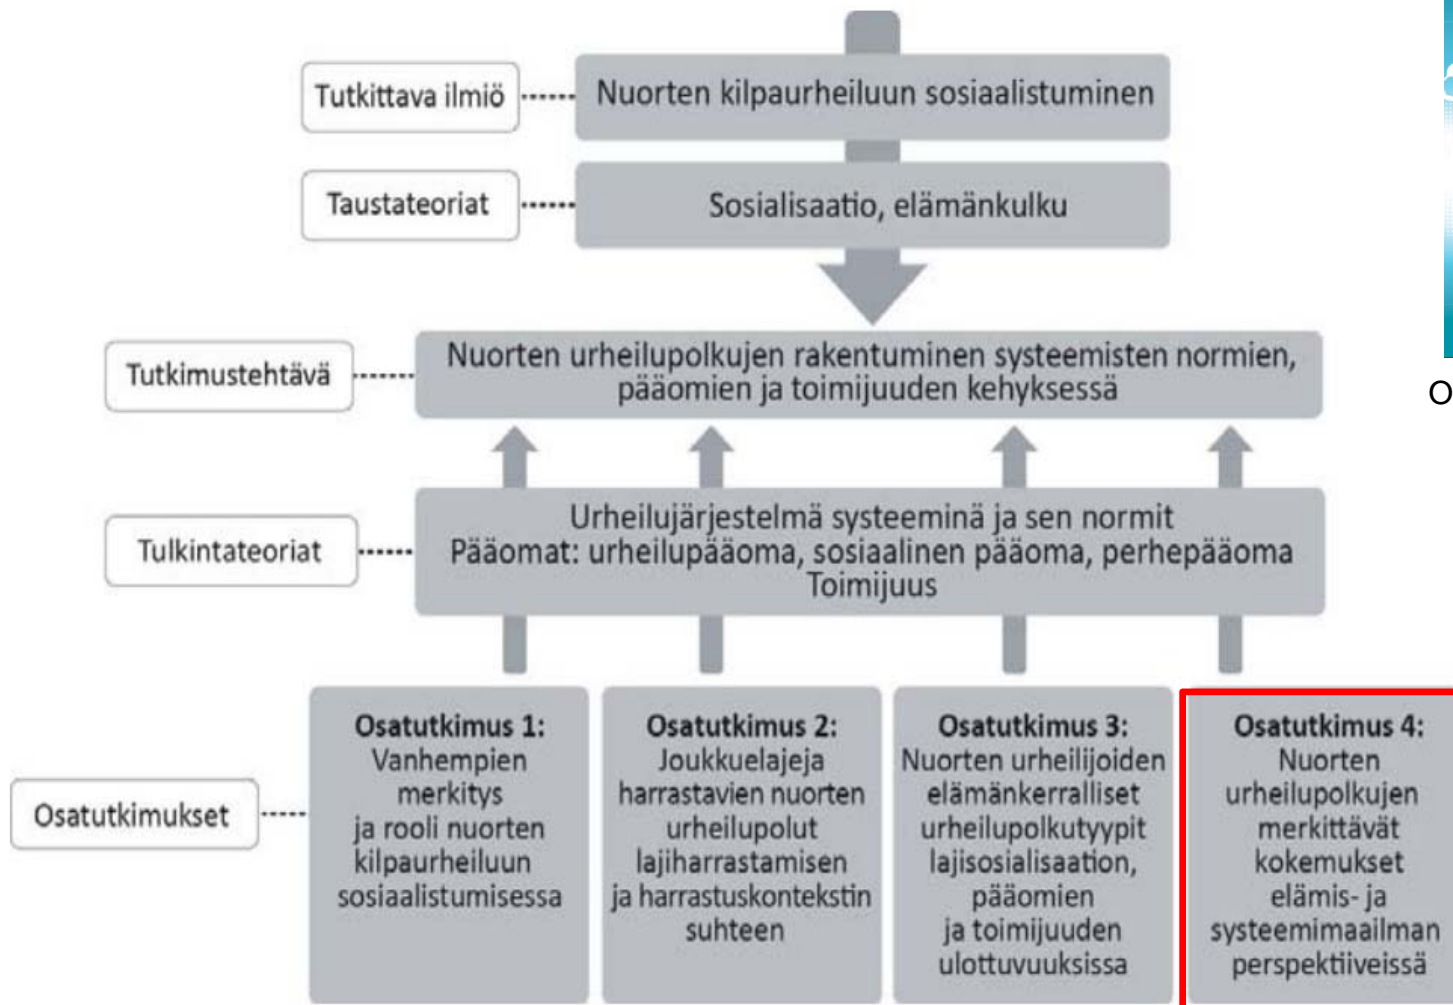 Tutkittava ilmiö
Nuorten kilpaurheiluun sosiaalistuminen
Taustateoriat
Sosialisaatio, elämänkulku
Tutkimustehtävä
Nuorten urheilupolkujen rakentuminen systeemisten normien,
pääomien ja toimijuuden kehyksessä
Tulkintateoriat
Urheilujärjestelmä systeeminä ja sen normit
Pääomat: urheilupääoma, sosiaalinen pääoma, perhepääoma
Toimijuus
Osatutkimukset
Osatutkimus 1:
Vanhempien
merkitys
ja rooli nuorten
kilpaurheiluun
sosiaalistumisessa
Osatutkimus 2:
Joukkuelajeja
harrastavien nuorten
urheilupolut
lajiharrastamisen
ja harrastuskontekstin
suhteen
Osatutkimus 3:
Nuorten urheilijoiden
elämänkerralliset
urheilupolkutyypit
lajisosialisaation,
pääomien
ja toimijuuden
ulottuvuuksissa
Osatutkimus 4:
Nuorten
urheilupolkujen
merkittävät
kokemukset
elämis- ja
systeemimaailman
perspektiiveissä